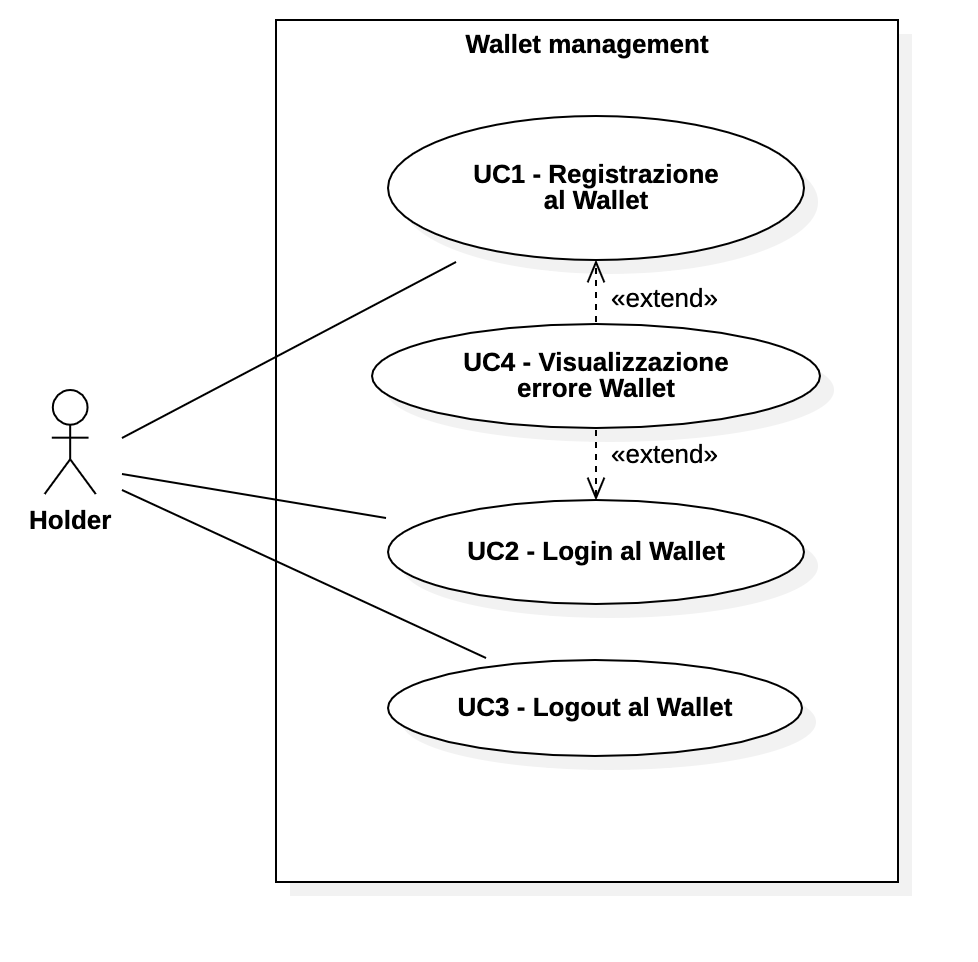 Wallet management
UC1 - Registrazione
al Wallet
«extend»
UC4 - Visualizzazione
errore Wallet
«extend»
Holder
UC2 - Login al Wallet
UC3 - Logout al Wallet